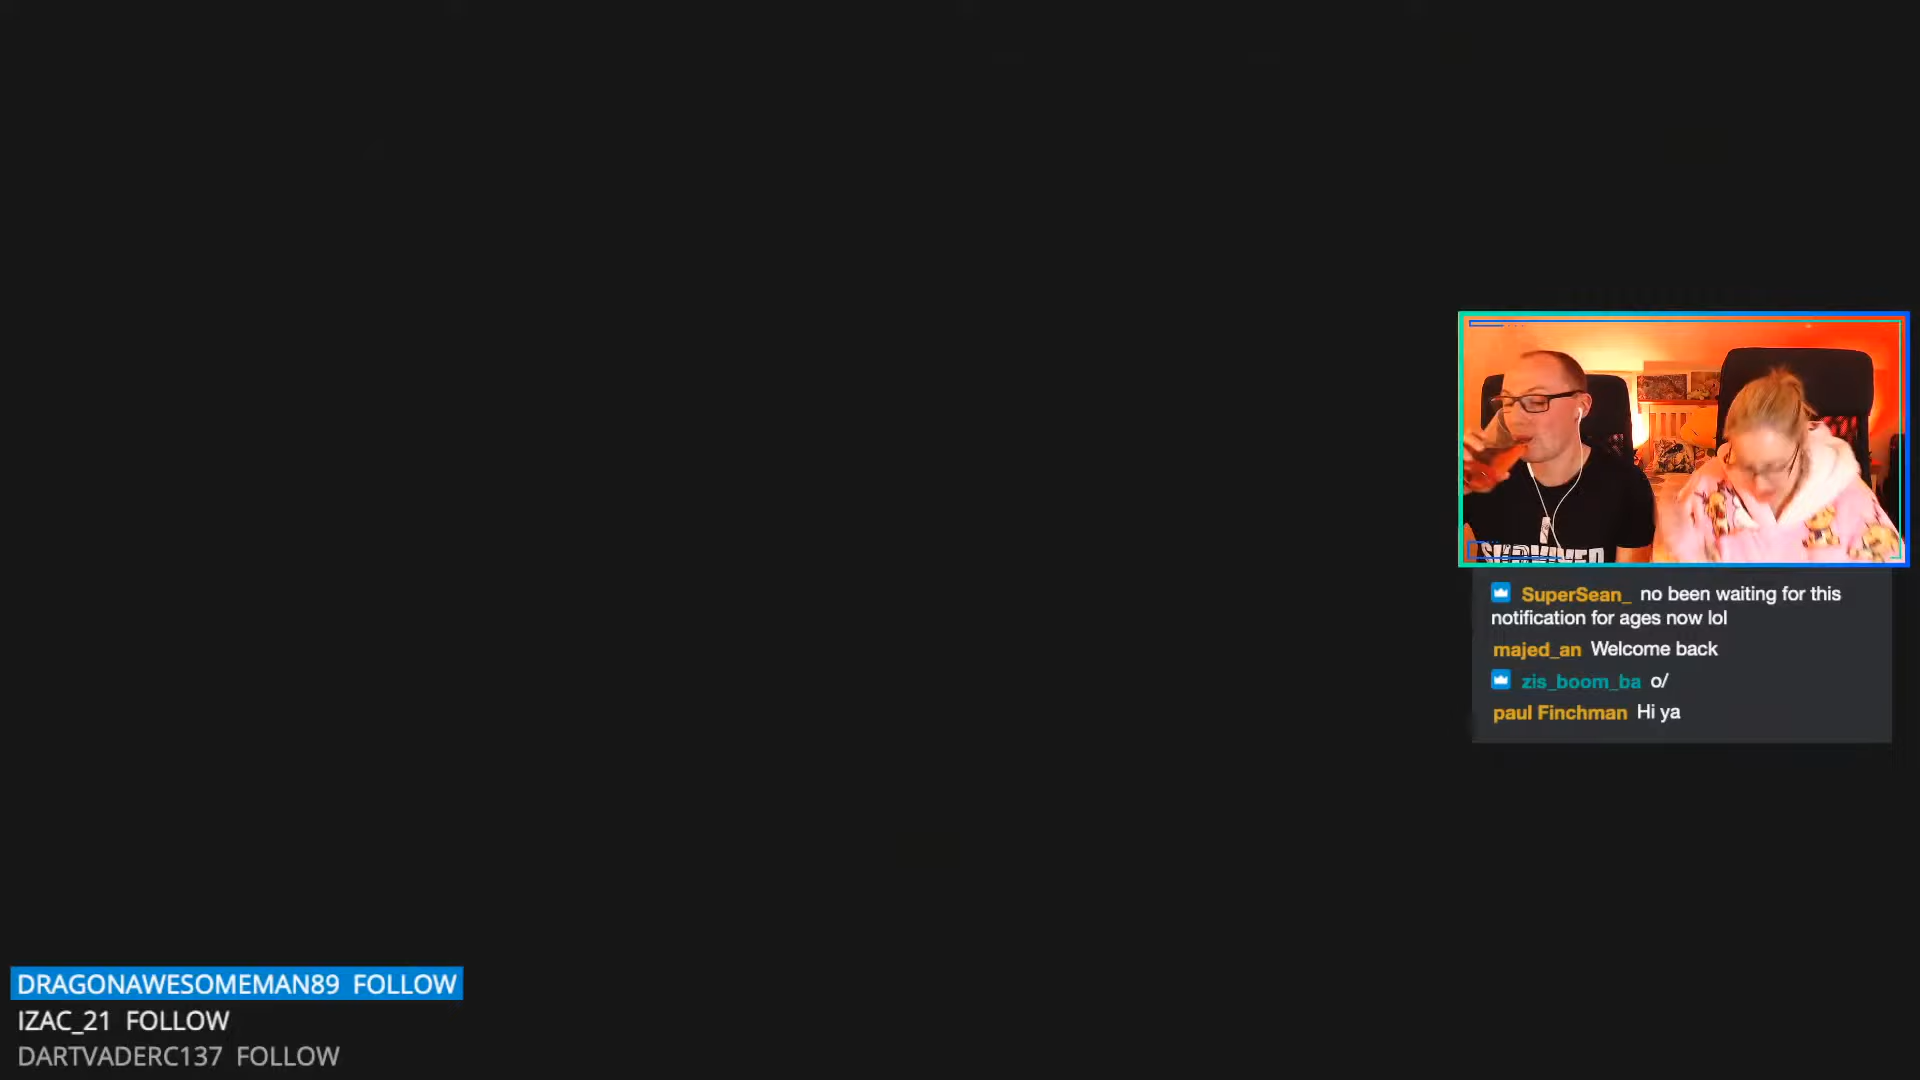 I
SURVIVED
SuperSean_ no been waiting for this
notification for ages now lol
majed_an Welcome back
zis_boom_ba o/
paul Finchman Hi ya
DRAGONAWESOMEMAN89 FOLLOW
IZAC_21 FOLLOW
DARTVADERC137 FOLLOW